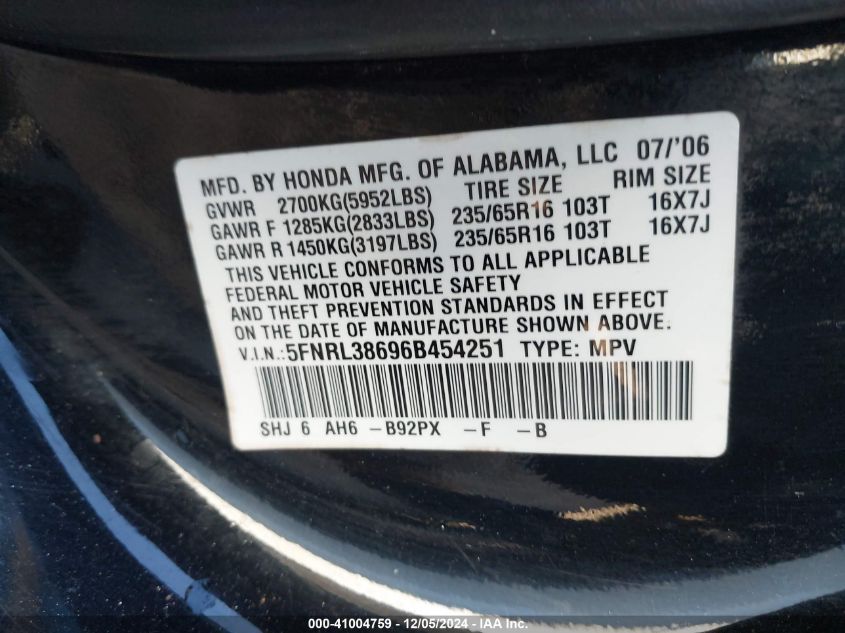 MFD. BY HONDA MFG. OF ALABAMA, LLC 07/'06
GVWR 2700KG(5952LBS) TIRE SIZE RIM SIZE
GAWR F 1285KG(2833LBS) 235/65R16 103T 16X7J
GAWR R 1450KG(3197LBS) 235/65R16 103T 16X7J
THIS VEHICLE CONFORMS TO ALL APPLICABLE
FEDERAL MOTOR VEHICLE SAFETY
AND THEFT PREVENTION STANDARDS IN EFFECT
ON THE DATE OF MANUFACTURE SHOWN ABOVE.
V.I.N.:5FNRL38696B454251 TYPE: MPV
SHJ 6 AH6 -B92PX -F -B
000-41004759 - 12/05/2024 - IAA Inc.